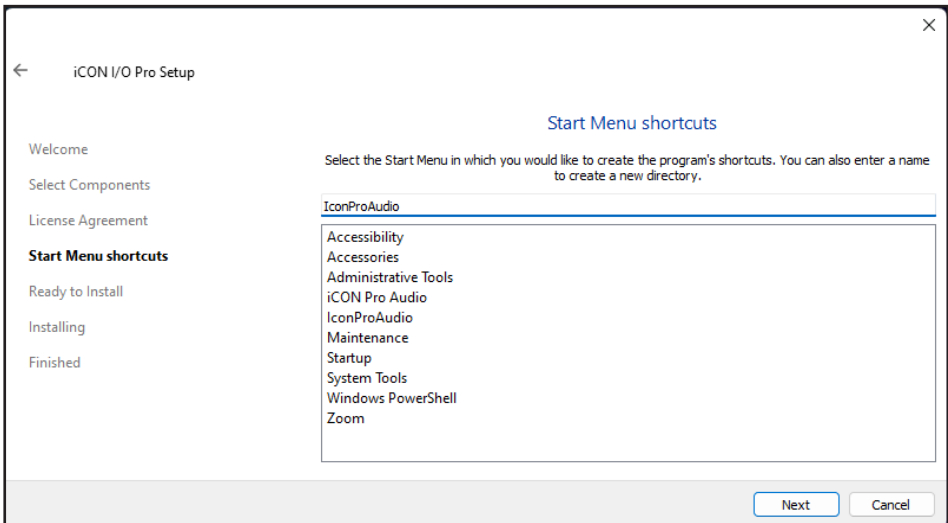 iCON I/O Pro Setup
Welcome
Select Components
License Agreement
Start Menu shortcuts
Ready to Install
Installing
Finished
Start Menu shortcuts
Select the Start Menu in which you would like to create the program's shortcuts. You can also enter a name
to create a new directory.
IconProAudio
Accessibility
Accessories
Administrative Tools
iCON Pro Audio
IconProAudio
Maintenance
Startup
System Tools
Windows PowerShell
Zoom
Next
Cancel